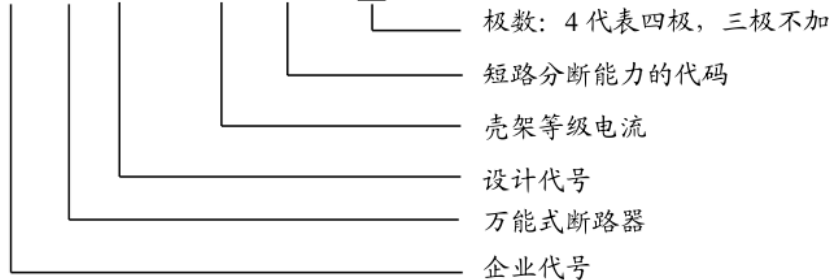 极数：4代表四极，三极不加
短路分断能力的代码
壳架等级电流
设计代号
万能式断路器
企业代号